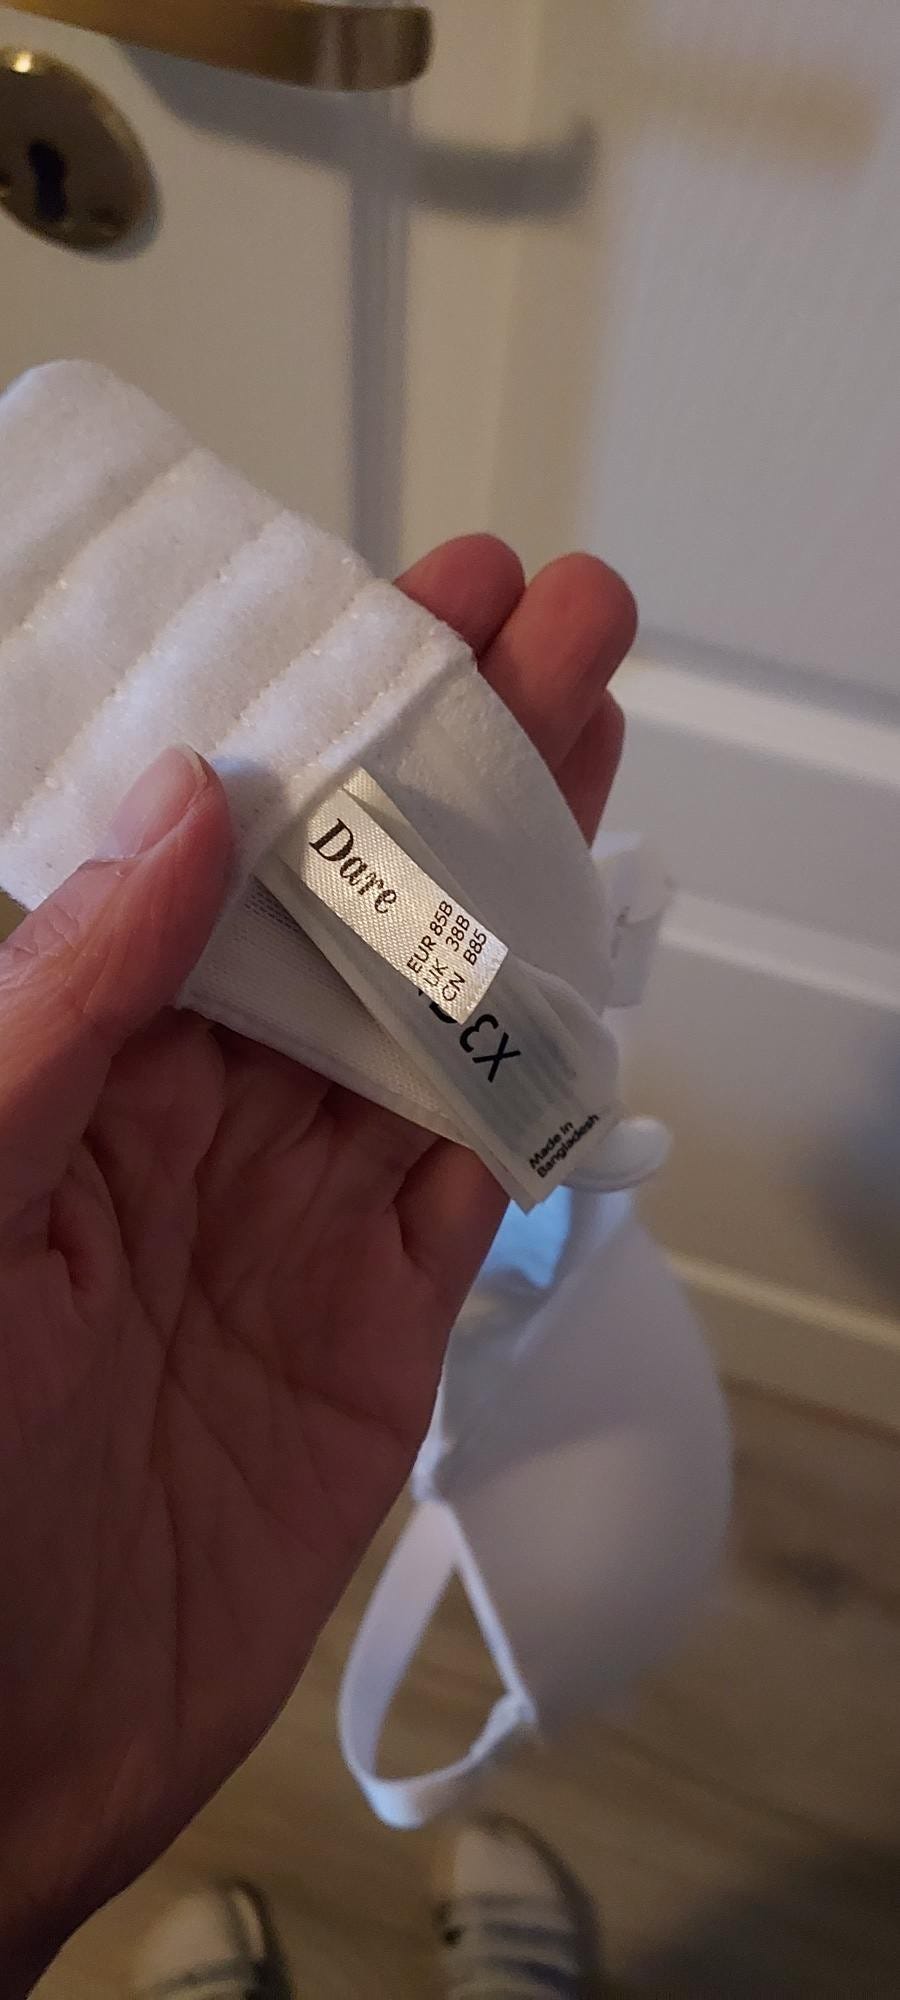 Dare
EUR 85B
UK 38B
CN B85
Made in
Bangladesh